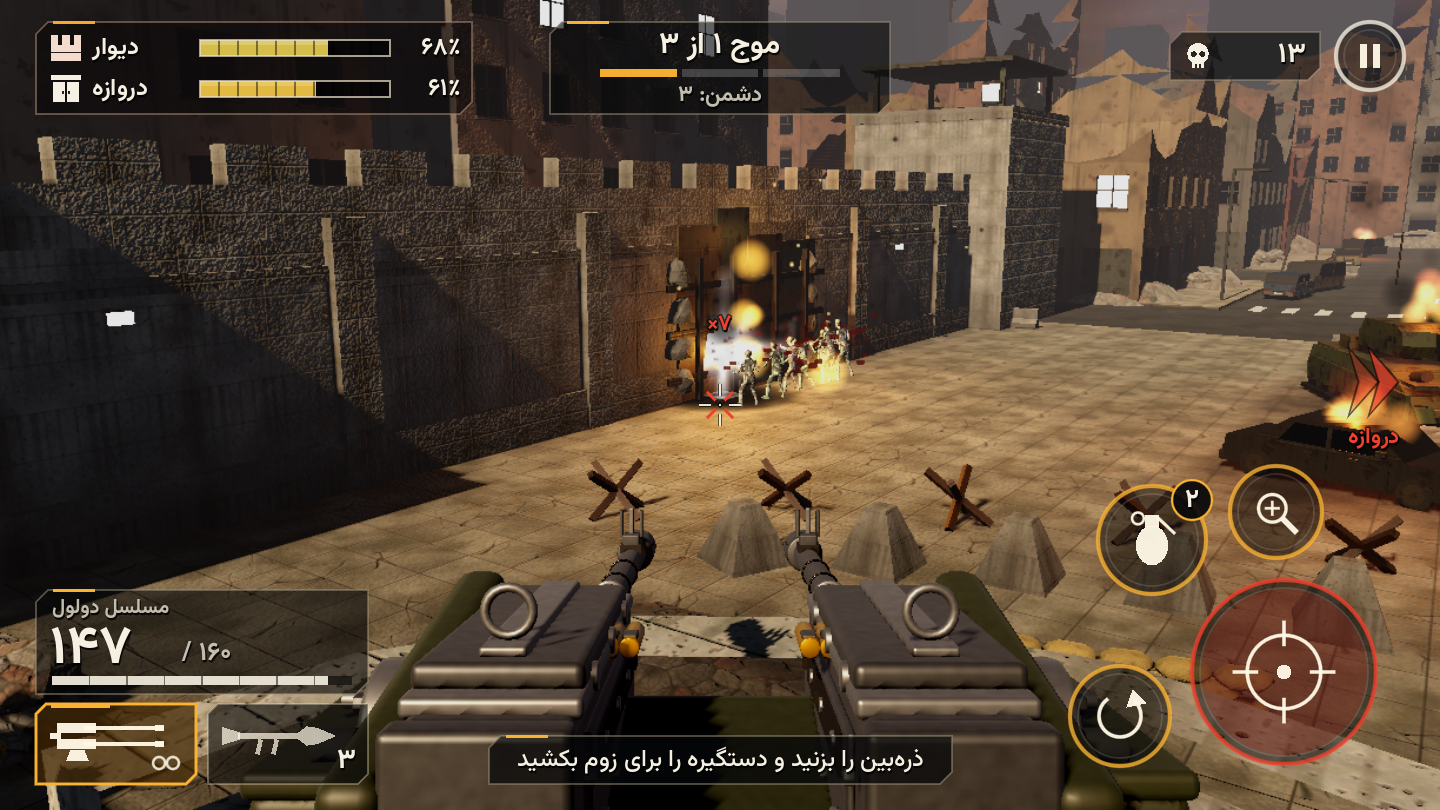 دیوار ۶۸٪
دروازه ۶۱٪
موج ۱ از ۳
دشمن: ۳
۱۳
×۷
دروازه
۲
مسلسل دولول
۱۴۷ / ۱۶۰
∞
۳
ذره‌بین را بزنید و دستگیره را برای زوم بکشید